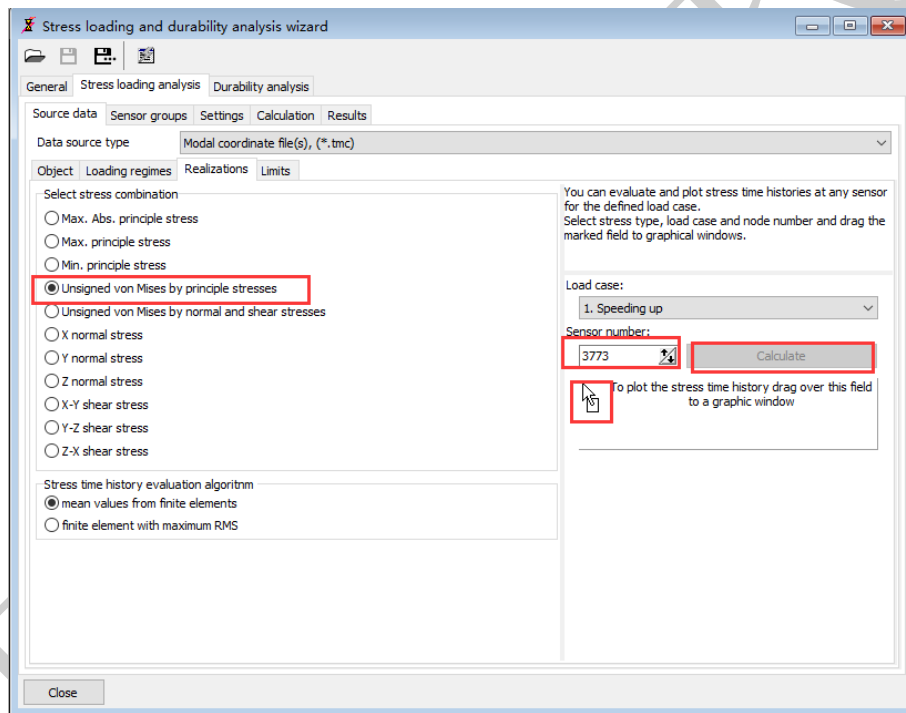 Stress loading and durability analysis wizard
General Stress loading analysis Durability analysis
Source data Sensor groups Settings Calculation Results
Data source type Modal coordinate file(s), (*.tmc)
Object Loading regimes Realizations Limits
Select stress combination
Max. Abs. principle stress
Max. principle stress
Min. principle stress
Unsigned von Mises by principle stresses
Unsigned von Mises by normal and shear stresses
X normal stress
Y normal stress
Z normal stress
X-Y shear stress
Y-Z shear stress
Z-X shear stress
Stress time history evaluation algoritnm
mean values from finite elements
finite element with maximum RMS
You can evaluate and plot stress time histories at any sensor
for the defined load case.
Select stress type, load case and node number and drag the
marked field to graphical windows.
Load case:
1. Speeding up
Sensor number:
3773 Calculate
To plot the stress time history drag over this field
to a graphic window
Close